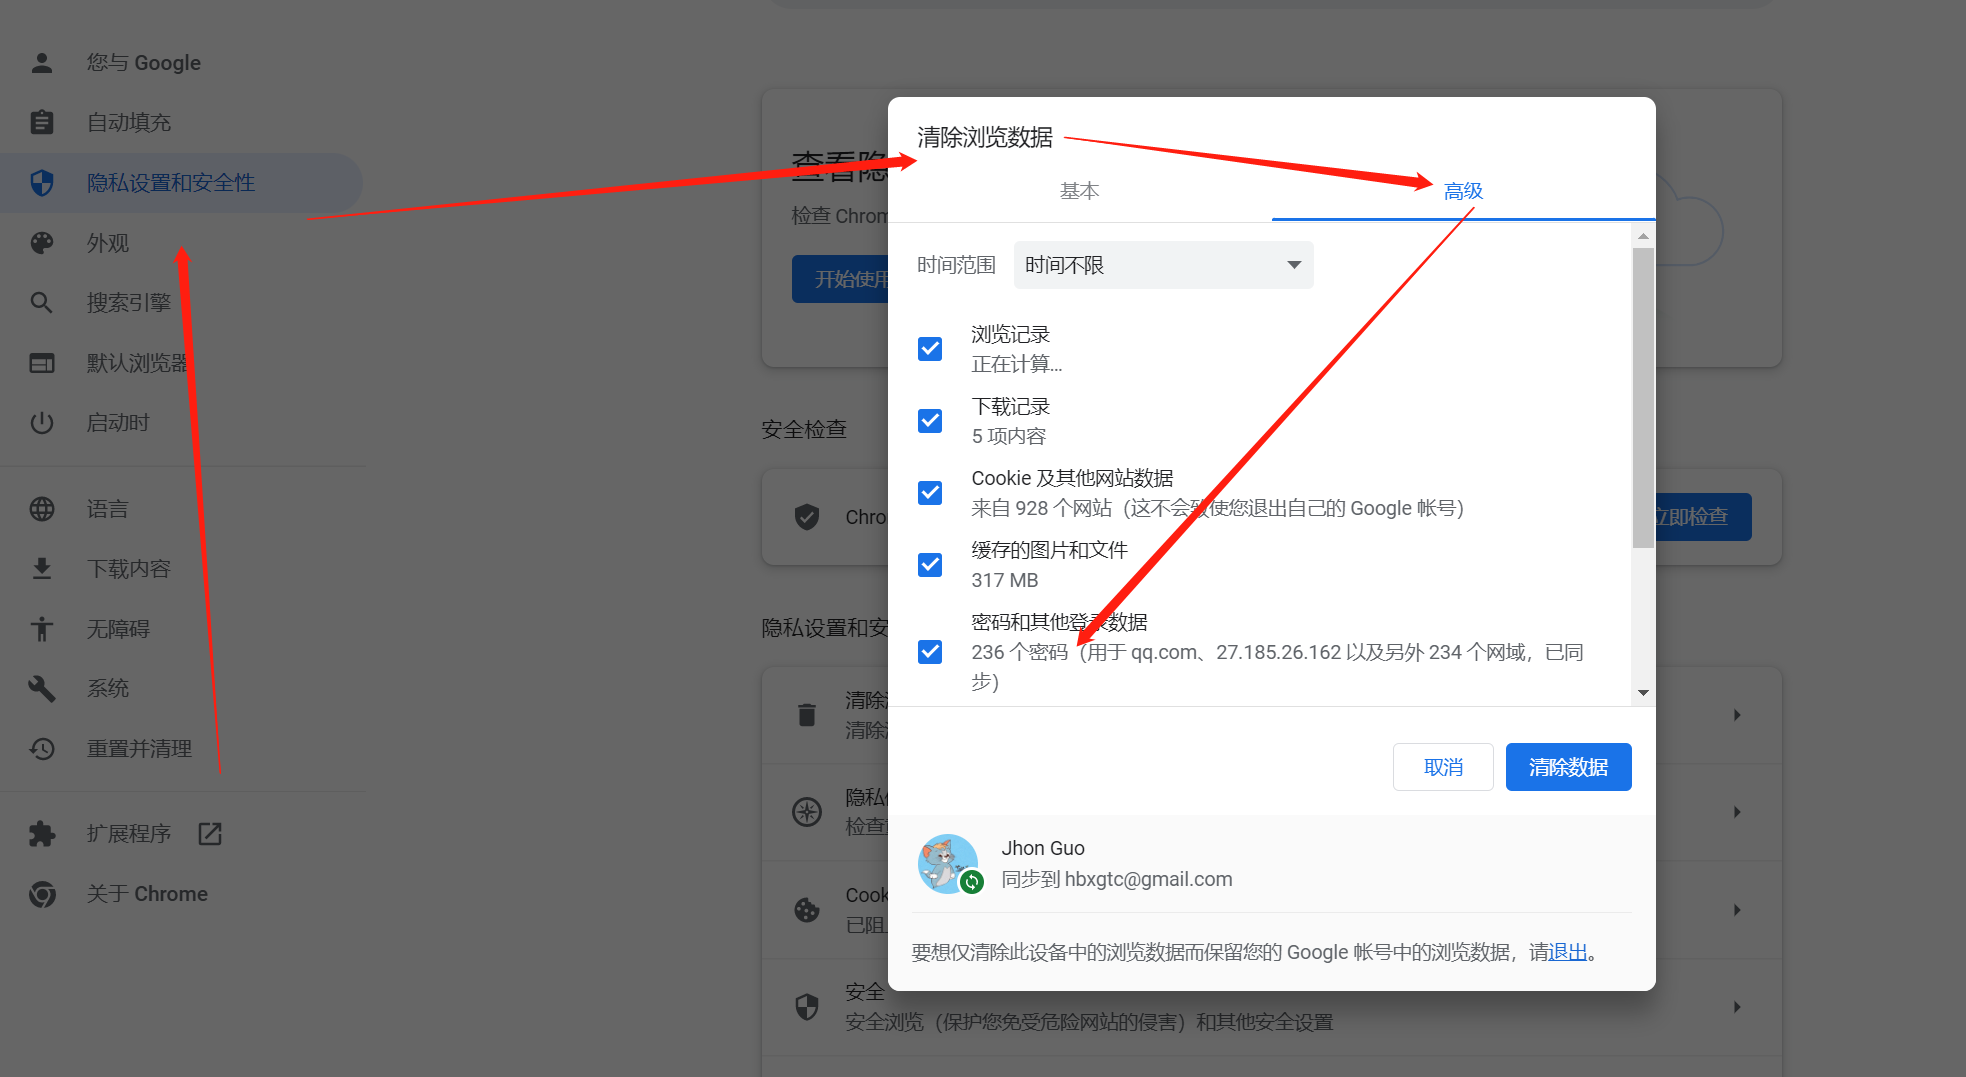 您与 Google
自动填充
隐私设置和安全性
外观
搜索引擎
默认浏览器
启动时
语言
下载内容
无障碍
系统
重置并清理
扩展程序
关于 Chrome
查看隐
检查 Chrom
开始使用
安全检查
Chro
立即检查
隐私设置和安
清除
清除
隐私
检查
Cook
已阻
安全
安全浏览（保护您免受危险网站的侵害）和其他安全设置
清除浏览数据
基本
高级
时间范围
时间不限
浏览记录
正在计算...
下载记录
5 项内容
Cookie 及其他网站数据
来自 928 个网站（这不会致使您退出自己的 Google 帐号）
缓存的图片和文件
317 MB
密码和其他登录数据
236 个密码（用于 qq.com、27.185.26.162 以及另外 234 个网域，已同
步）
取消
清除数据
Jhon Guo
同步到 hbxgtc@gmail.com
要想仅清除此设备中的浏览数据而保留您的 Google 帐号中的浏览数据，请退出。